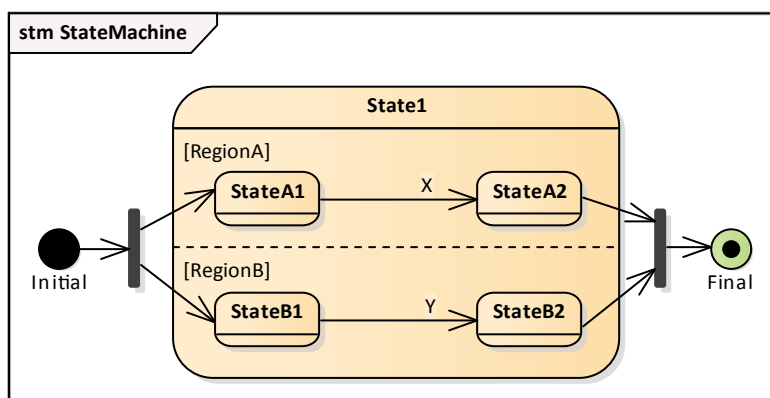 stm StateMachine
State1
[RegionA]
StateA1
X
StateA2
Initial
[RegionB]
StateB1
Y
StateB2
Final